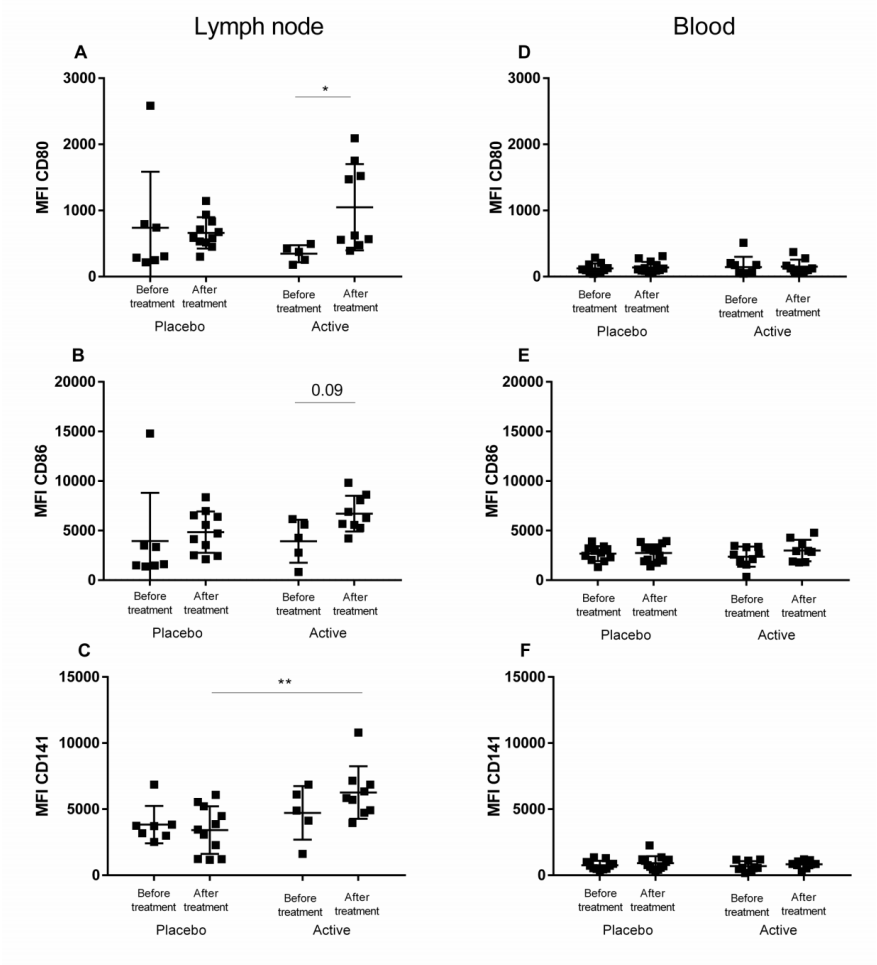 Lymph node
Blood
A
MFI CD80
3000
2000
1000
0
*
Before treatment
After treatment
Before treatment
After treatment
Placebo
Active
D
MFI CD80
3000
2000
1000
0
Before treatment
After treatment
Before treatment
After treatment
Placebo
Active
B
MFI CD86
20000
15000
10000
5000
0
0.09
Before treatment
After treatment
Before treatment
After treatment
Placebo
Active
E
MFI CD86
20000
15000
10000
5000
0
Before treatment
After treatment
Before treatment
After treatment
Placebo
Active
C
MFI CD141
15000
10000
5000
0
**
Before treatment
After treatment
Before treatment
After treatment
Placebo
Active
F
MFI CD141
15000
10000
5000
0
Before treatment
After treatment
Before treatment
After treatment
Placebo
Active